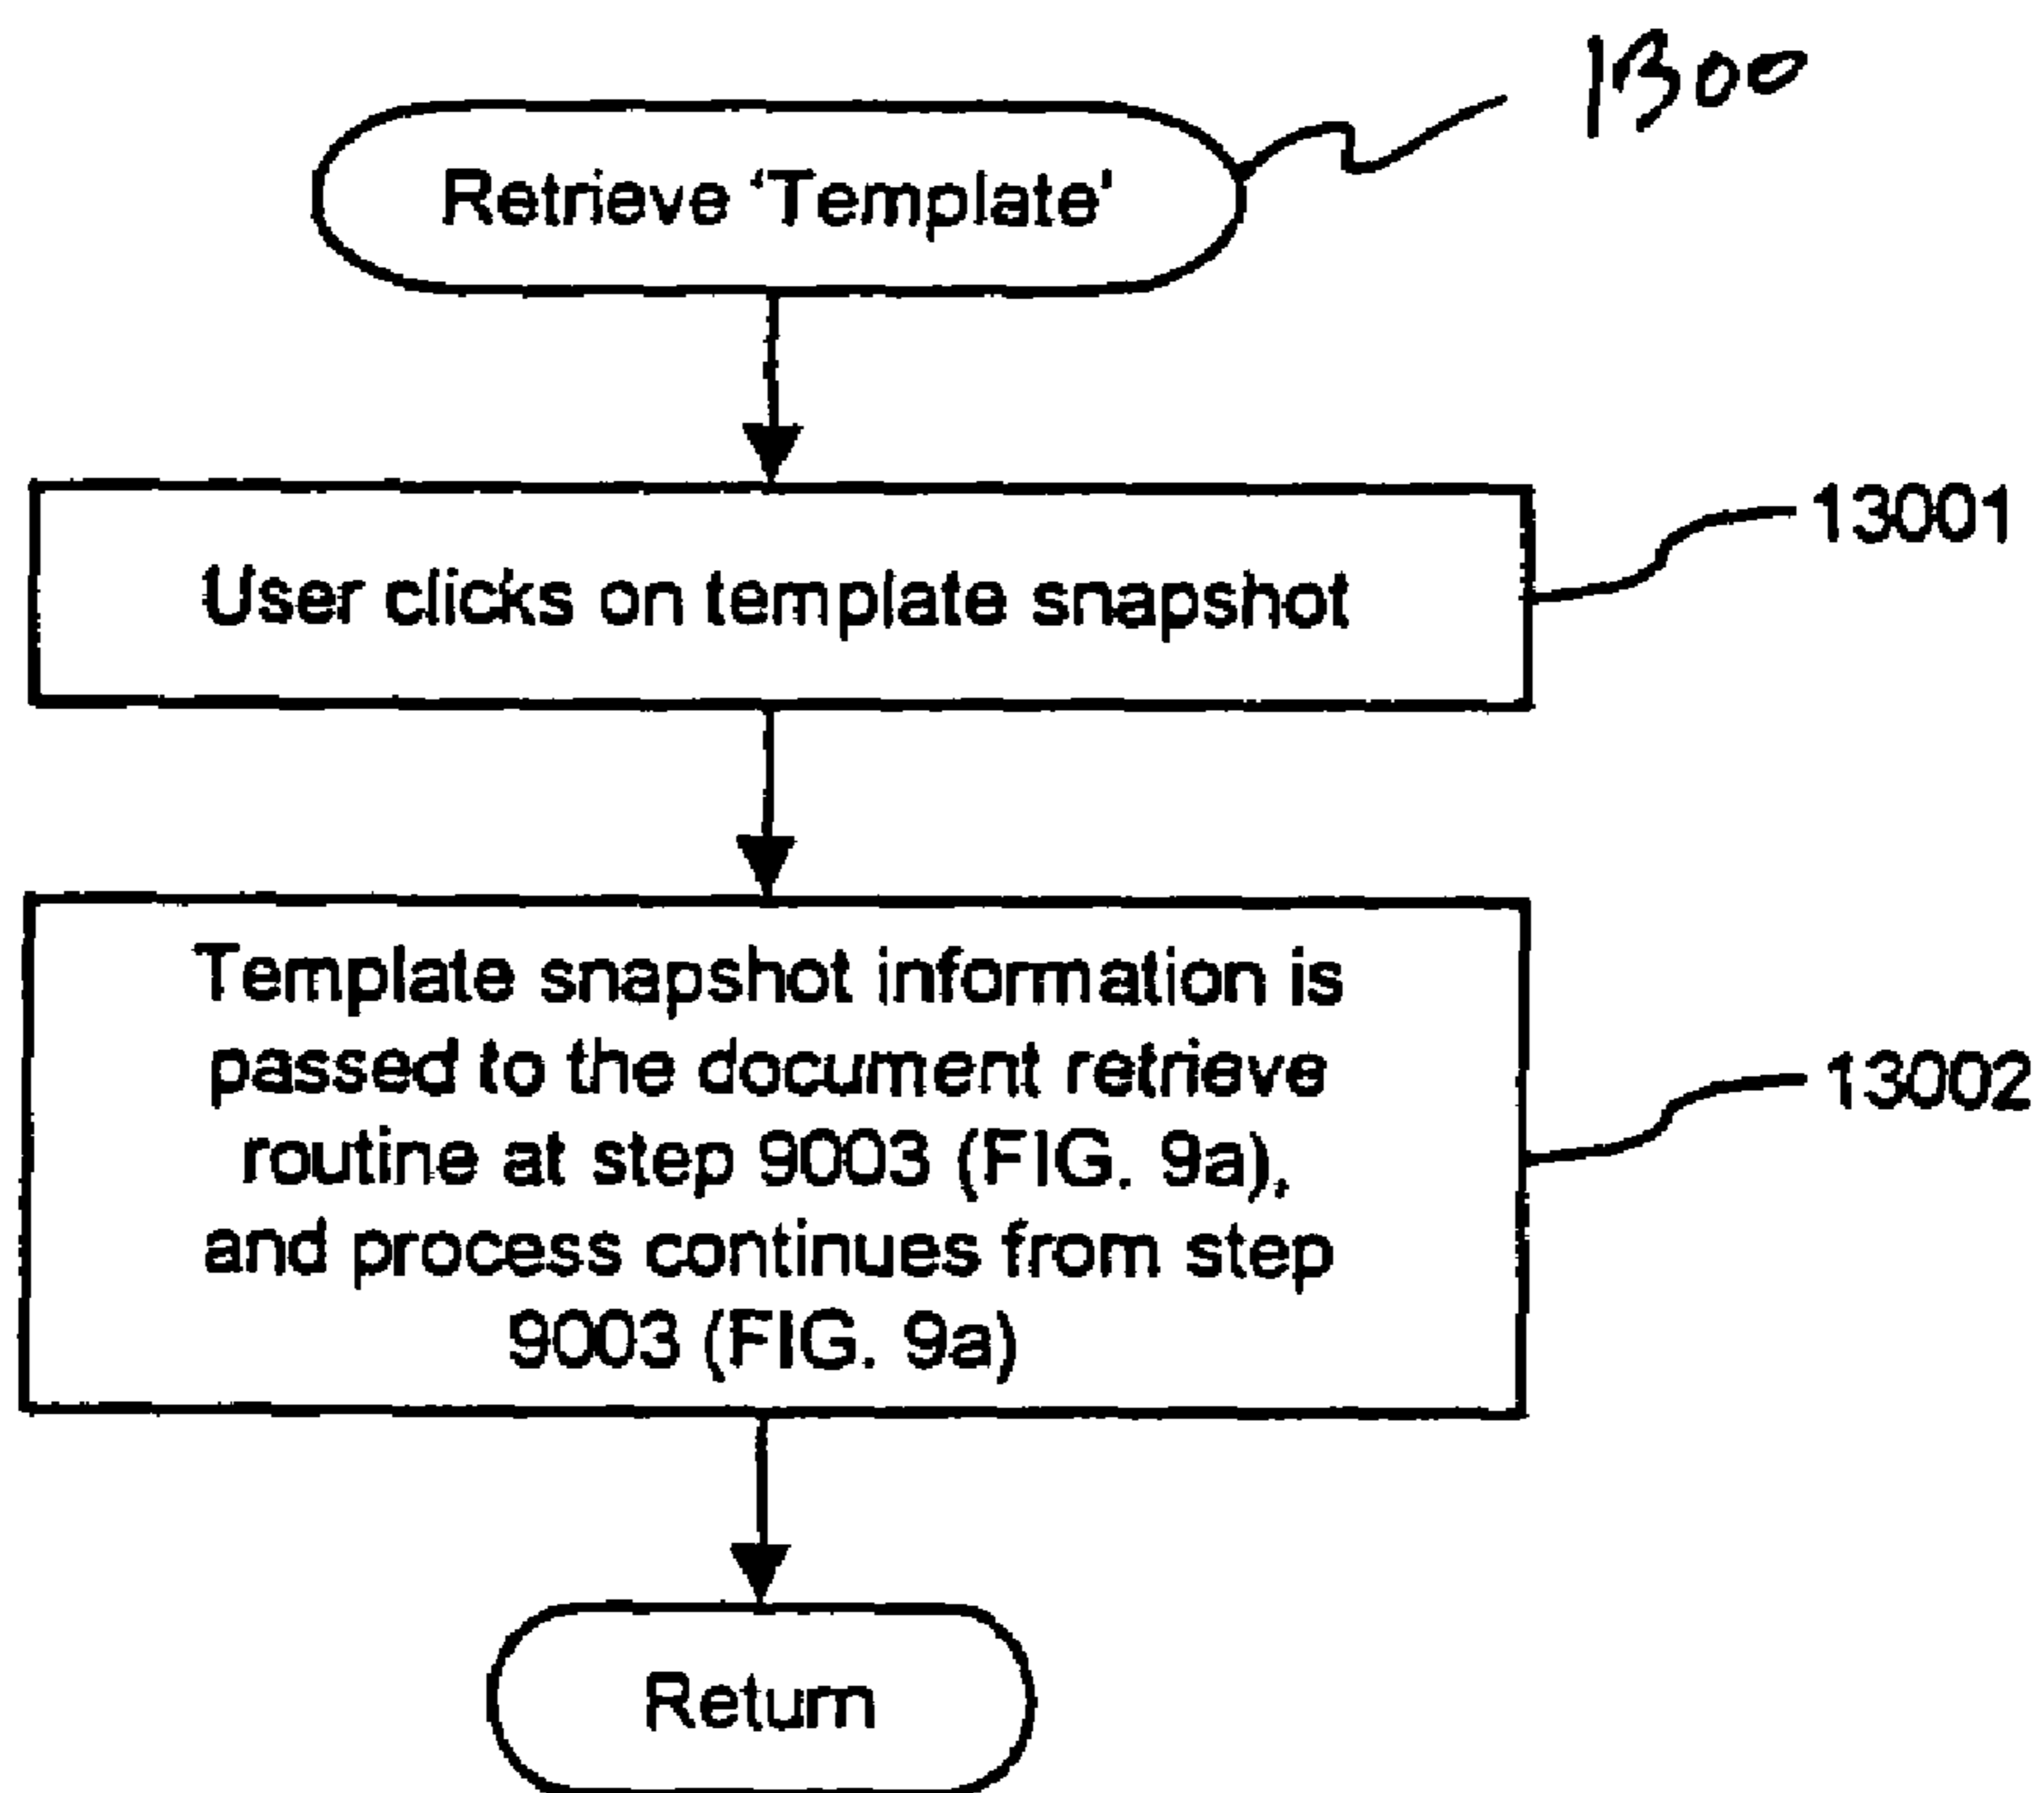 1300
Retrieve 'Template'
13001
User clicks on template snapshot
Template snapshot information is
passed to the document retrieve
routine at step 9003 (FIG. 9a),
and process continues from step
9003 (FIG. 9a)
13002
Return